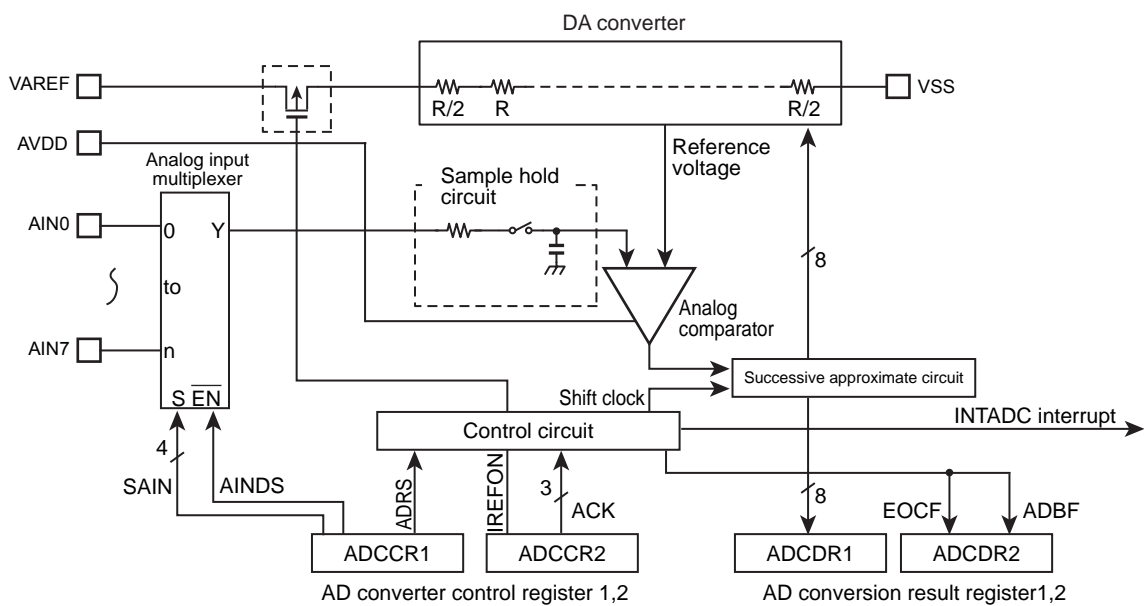 DA converter
VAREF
R/2
R
R/2
VSS
AVDD
Analog input
multiplexer
Sample hold
circuit
Reference
voltage
AIN0
0
Y
8
to
Analog
comparator
AIN7
n
Successive approximate circuit
S EN
Shift clock
Control circuit
INTADC interrupt
4
SAIN
AINDS
ADRS
IREFON
3
ACK
8
EOCF
ADBF
ADCCR1
ADCCR2
ADCDR1
ADCDR2
AD converter control register 1,2
AD conversion result register1,2